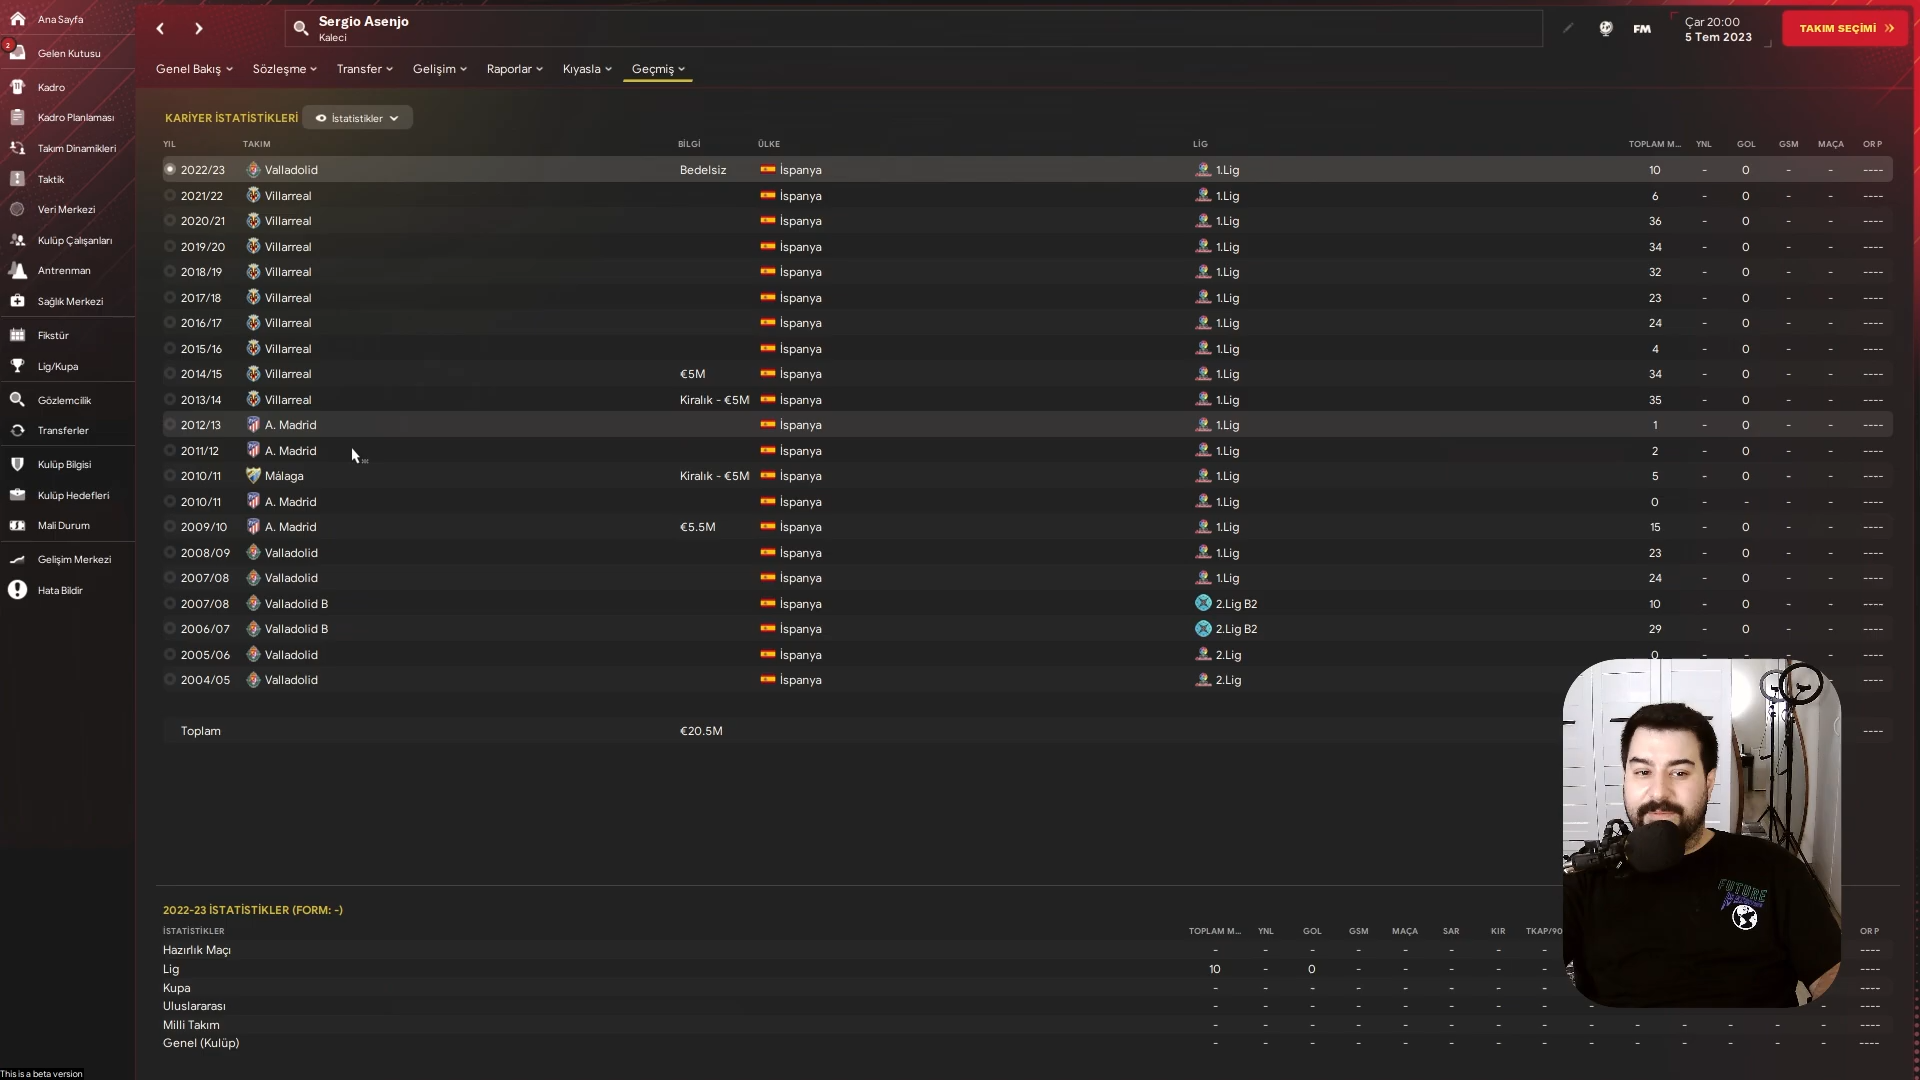 Ana Sayfa
2
Gelen Kutusu
Kadro
Kadro Planlaması
Takım Dinamikleri
Taktik
Veri Merkezi
Kulüp Çalışanları
Antrenman
Sağlık Merkezi
Fikstür
Lig/Kupa
Gözlemcilik
Transferler
Kulüp Bilgisi
Kulüp Hedefleri
Mali Durum
Gelişim Merkezi
Hata Bildir
This is a beta version
Sergio Asenjo
Kaleci
FM
Çar 20:00
5 Tem 2023
TAKIM SEÇİMİ
Genel Bakış Sözleşme Transfer Gelişim Raporlar Kıyasla Geçmiş
KARİYER İSTATİSTİKLERİ İstatistikler
YIL TAKIM BİLGİ ÜLKE LİG TOPLAM M... YNL GOL GSM MAÇA OR P
2022/23 Valladolid Bedelsiz İspanya 1.Lig 10 - 0 - - ----
2021/22 Villarreal İspanya 1.Lig 6 - 0 - - ----
2020/21 Villarreal İspanya 1.Lig 36 - 0 - - ----
2019/20 Villarreal İspanya 1.Lig 34 - 0 - - ----
2018/19 Villarreal İspanya 1.Lig 32 - 0 - - ----
2017/18 Villarreal İspanya 1.Lig 23 - 0 - - ----
2016/17 Villarreal İspanya 1.Lig 24 - 0 - - ----
2015/16 Villarreal İspanya 1.Lig 4 - 0 - - ----
2014/15 Villarreal €5M İspanya 1.Lig 34 - 0 - - ----
2013/14 Villarreal Kiralık - €5M İspanya 1.Lig 35 - 0 - - ----
2012/13 A. Madrid İspanya 1.Lig 1 - 0 - - ----
2011/12 A. Madrid İspanya 1.Lig 2 - 0 - - ----
2010/11 Málaga Kiralık - €5M İspanya 1.Lig 5 - 0 - - ----
2010/11 A. Madrid İspanya 1.Lig 0 - - - - ----
2009/10 A. Madrid €5.5M İspanya 1.Lig 15 - 0 - - ----
2008/09 Valladolid İspanya 1.Lig 23 - 0 - - ----
2007/08 Valladolid İspanya 1.Lig 24 - 0 - - ----
2007/08 Valladolid B İspanya 2.Lig B2 10 - 0 - - ----
2006/07 Valladolid B İspanya 2.Lig B2 29 - 0 - - ----
2005/06 Valladolid İspanya 2.Lig 0 - - - - ----
2004/05 Valladolid İspanya 2.Lig ----
Toplam €20.5M ----
2022-23 İSTATİSTİKLER (FORM: -)
İSTATİSTİKLER TOPLAM M... YNL GOL GSM MAÇA SAR KIR TKAP/90 OR P
Hazırlık Maçı - - - - - - - - ----
Lig 10 - 0 - - - - - ----
Kupa - - - - - - - - ----
Uluslararası - - - - - - - - ----
Milli Takım - - - - - - - - - - - - - - ----
Genel (Kulüp) - - - - - - - - - - - - - - ----
FUTURE